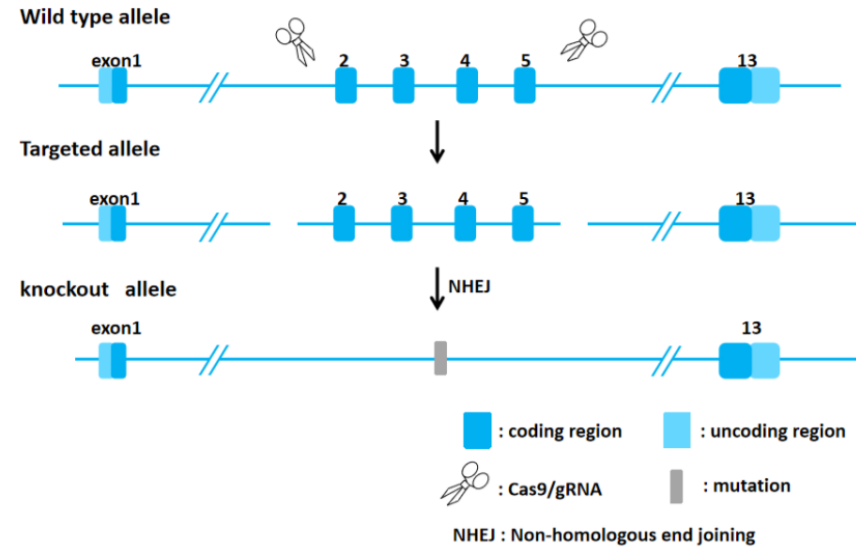 Wild type allele
exon1 2 3 4 5 13
Targeted allele
exon1 2 3 4 5 13
NHEJ
knockout allele
exon1 13
: coding region : uncoding region
: Cas9/gRNA : mutation
NHEJ : Non-homologous end joining